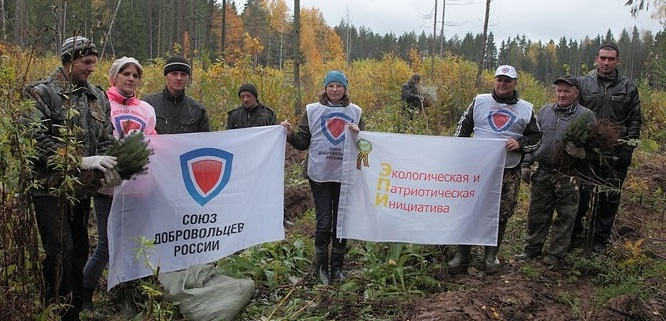 СОЮЗ
ДОБРОВОЛЬЦЕВ
РОССИИ
Экологическая и
Патриотическая
Инициатива